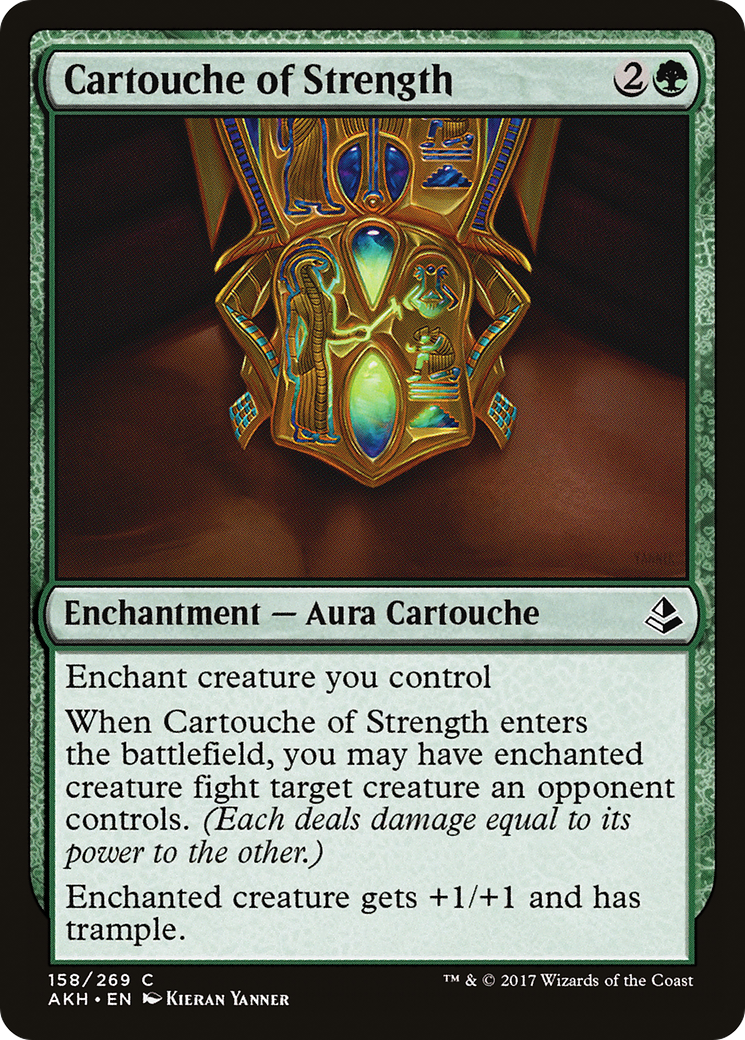 Cartouche of Strength 2
Enchantment — Aura Cartouche
Enchant creature you control
When Cartouche of Strength enters
the battlefield, you may have enchanted
creature fight target creature an opponent
controls. (Each deals damage equal to its
power to the other.)
Enchanted creature gets +1/+1 and has
trample.
158/269 C
™ & © 2017 Wizards of the Coast
AKH • EN Kieran Yanner